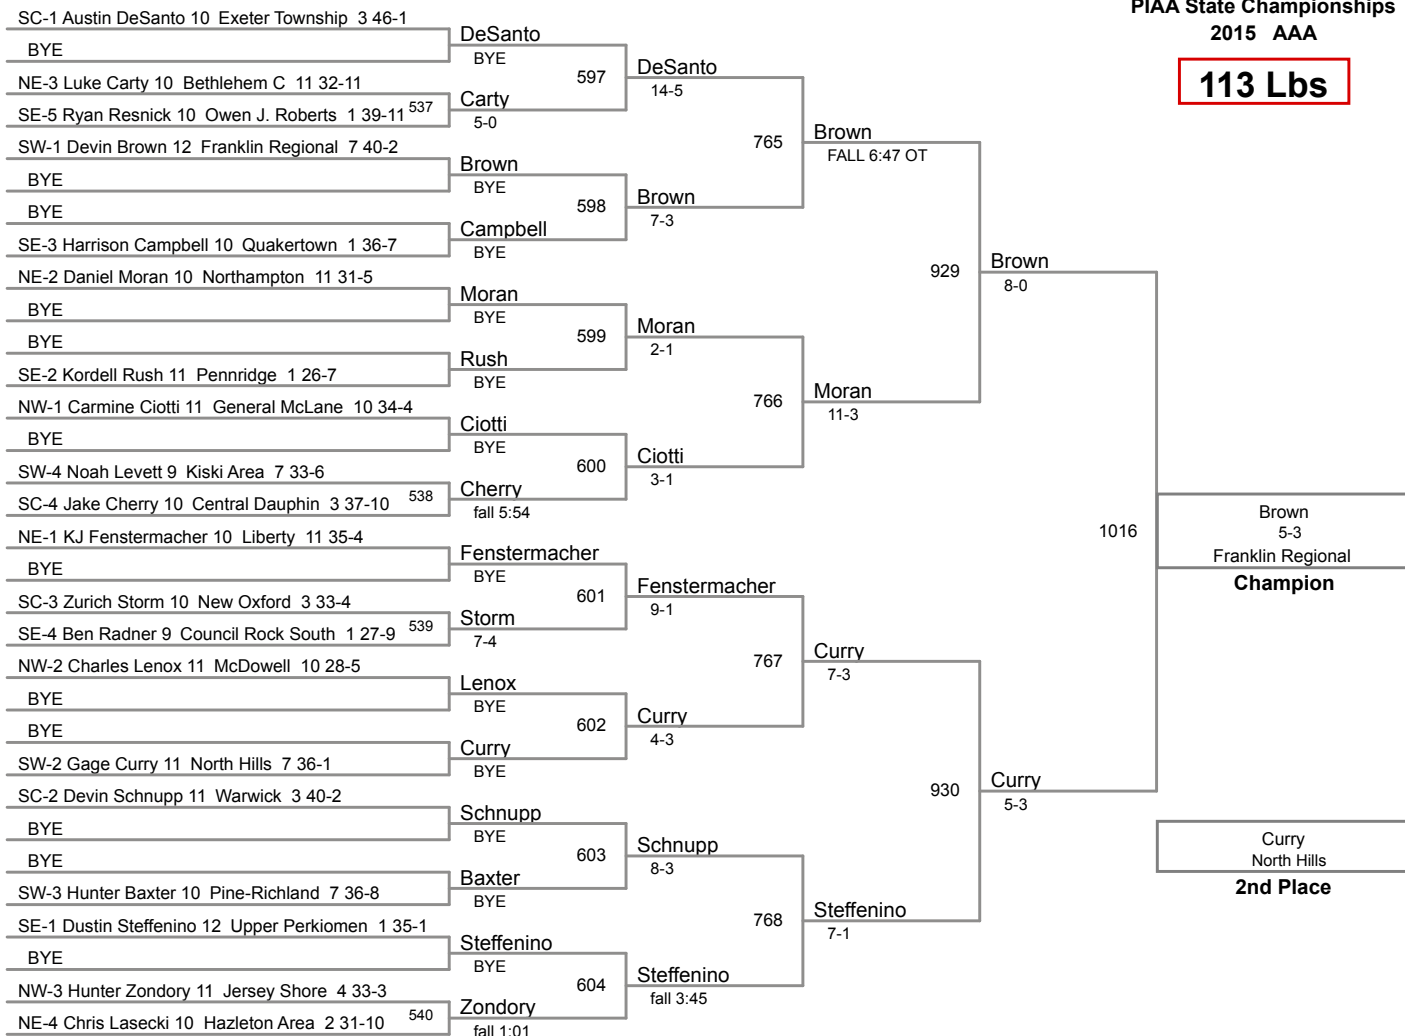 PIAA State Championships
2015 AAA
113 Lbs
SC-1 Austin DeSanto 10 Exeter Township 3 46-1
BYE
NE-3 Luke Carty 10 Bethlehem C 11 32-11
SE-5 Ryan Resnick 10 Owen J. Roberts 1 39-11 537
SW-1 Devin Brown 12 Franklin Regional 7 40-2
BYE
BYE
SE-3 Harrison Campbell 10 Quakertown 1 36-7
NE-2 Daniel Moran 10 Northampton 11 31-5
BYE
BYE
SE-2 Kordell Rush 11 Pennridge 1 26-7
NW-1 Carmine Ciotti 11 General McLane 10 34-4
BYE
SW-4 Noah Levett 9 Kiski Area 7 33-6
SC-4 Jake Cherry 10 Central Dauphin 3 37-10 538
NE-1 KJ Fenstermacher 10 Liberty 11 35-4
BYE
SC-3 Zurich Storm 10 New Oxford 3 33-4
SE-4 Ben Radner 9 Council Rock South 1 27-9 539
NW-2 Charles Lenox 11 McDowell 10 28-5
BYE
BYE
SW-2 Gage Curry 11 North Hills 7 36-1
SC-2 Devin Schnupp 11 Warwick 3 40-2
BYE
BYE
SW-3 Hunter Baxter 10 Pine-Richland 7 36-8
SE-1 Dustin Steffenino 12 Upper Perkiomen 1 35-1
BYE
NW-3 Hunter Zondory 11 Jersey Shore 4 33-3
NE-4 Chris Lasecki 10 Hazleton Area 2 31-10 540
DeSanto
BYE
597
Carty
5-0
Brown
BYE
598
Campbell
BYE
Moran
BYE
599
Rush
BYE
Ciotti
BYE
600
Cherry
fall 5:54
Fenstermacher
BYE
601
Storm
7-4
Lenox
BYE
602
Curry
BYE
Schnupp
BYE
603
Baxter
BYE
Steffenino
BYE
604
Zondory
fall 1:01
DeSanto
14-5
765
Brown
7-3
Moran
2-1
766
Ciotti
3-1
Fenstermacher
9-1
767
Curry
4-3
Schnupp
8-3
768
Steffenino
fall 3:45
Brown
FALL 6:47 OT
929
Moran
11-3
Curry
7-3
930
Steffenino
7-1
Brown
8-0
1016
Curry
5-3
Brown
5-3
Franklin Regional
Champion
Curry
North Hills
2nd Place